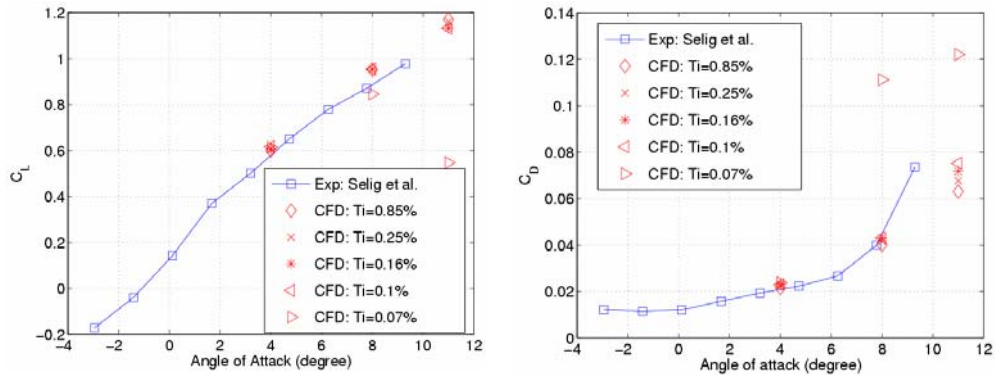 1.2
1
0.8
0.6
0.4
0.2
0
-0.2
C_L
-4 -2 0 2 4 6 8 10 12
Angle of Attack (degree)
Exp: Selig et al.
CFD: Ti=0.85%
CFD: Ti=0.25%
CFD: Ti=0.16%
CFD: Ti=0.1%
CFD: Ti=0.07%
0.14
0.12
0.1
0.08
0.06
0.04
0.02
0
C_D
-4 -2 0 2 4 6 8 10 12
Angle of attack (degree)
Exp: Selig et al.
CFD: Ti=0.85%
CFD: Ti=0.25%
CFD: Ti=0.16%
CFD: Ti=0.1%
CFD: Ti=0.07%